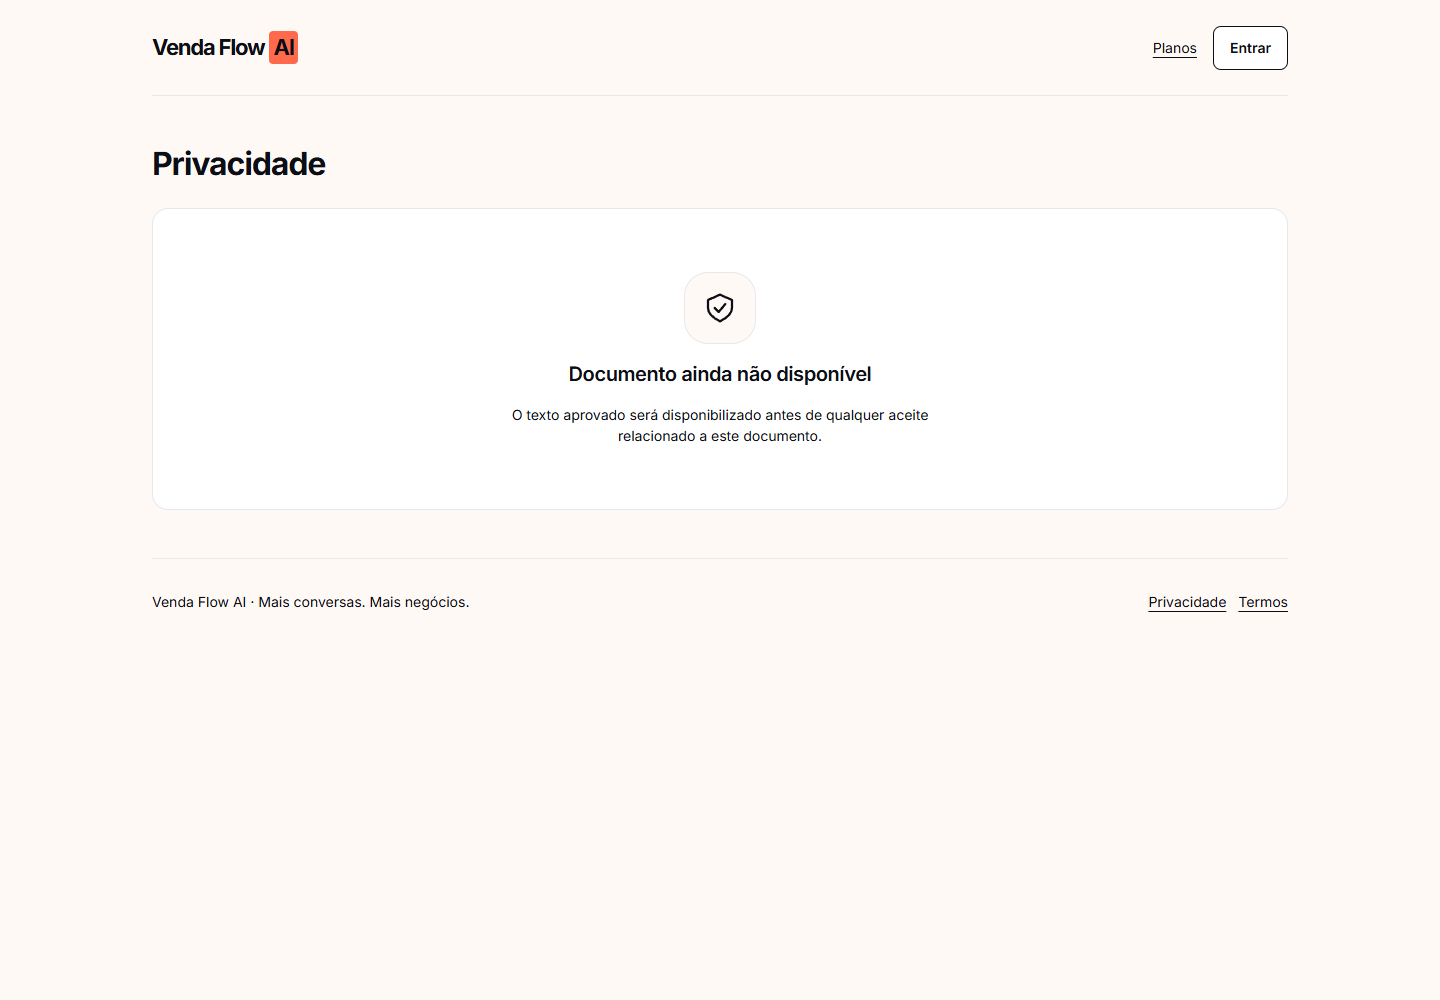 Venda Flow AI
Planos
Entrar
Privacidade
Documento ainda não disponível
O texto aprovado será disponibilizado antes de qualquer aceite
relacionado a este documento.
Venda Flow AI · Mais conversas. Mais negócios.
Privacidade
Termos